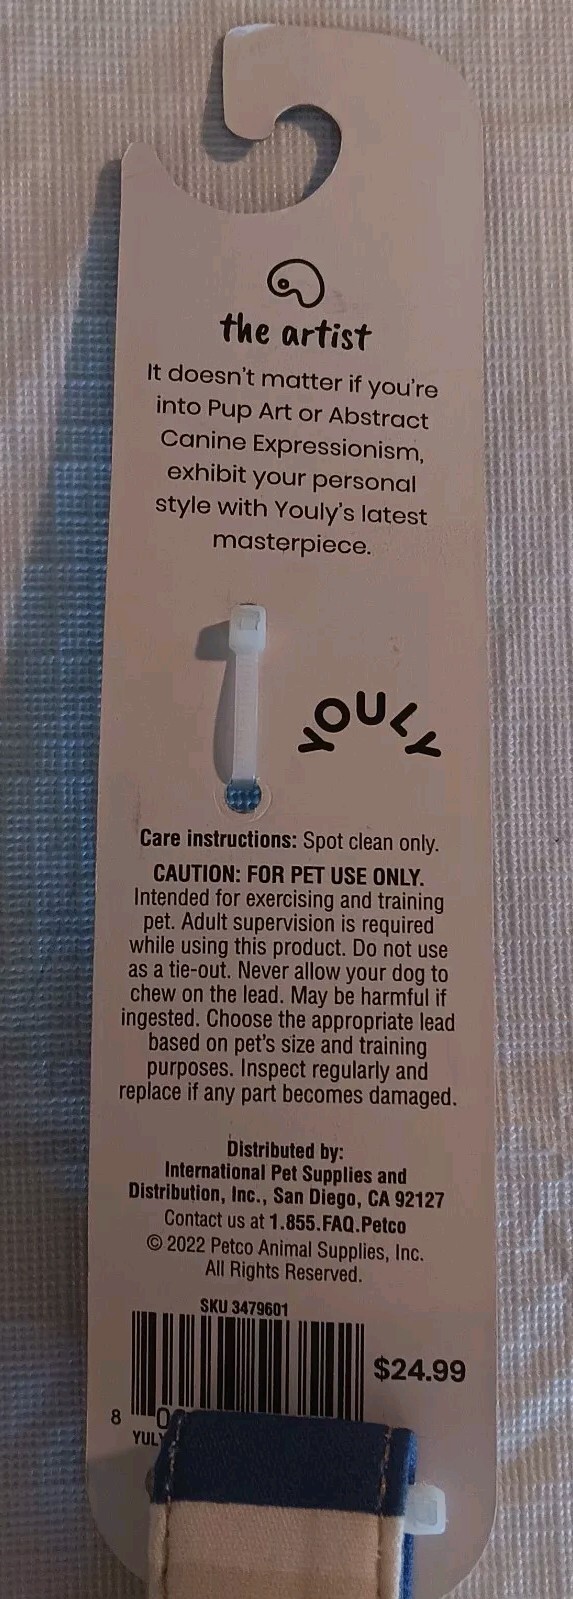 the artist
It doesn't matter if you're
into Pup Art or Abstract
Canine Expressionism,
exhibit your personal
style with Youly's latest
masterpiece.
YOULY
Care instructions: Spot clean only.
CAUTION: FOR PET USE ONLY.
Intended for exercising and training
pet. Adult supervision is required
while using this product. Do not use
as a tie-out. Never allow your dog to
chew on the lead. May be harmful if
ingested. Choose the appropriate lead
based on pet's size and training
purposes. Inspect regularly and
replace if any part becomes damaged.
Distributed by:
International Pet Supplies and
Distribution, Inc., San Diego, CA 92127
Contact us at 1.855.FAQ.Petco
© 2022 Petco Animal Supplies, Inc.
All Rights Reserved.
SKU 3479601
$24.99
8 0
YULY